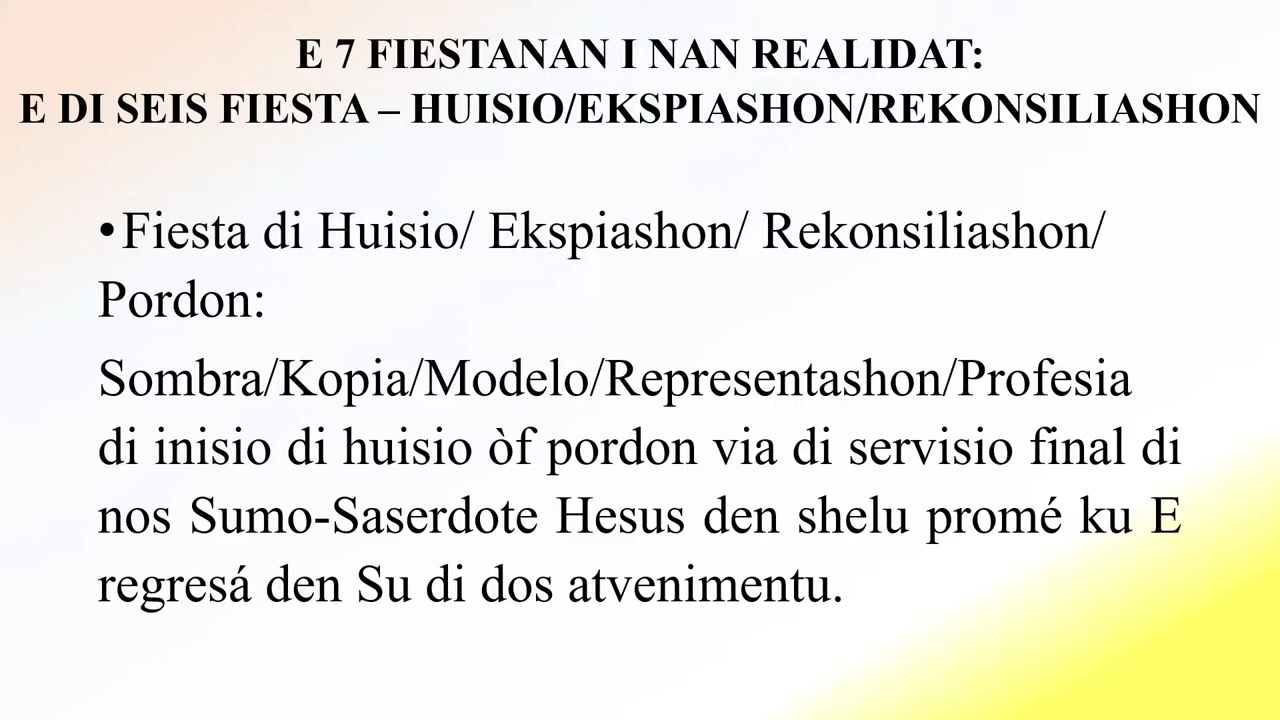 E 7 FIESTANAN I NAN REALIDAT:
E DI SEIS FIESTA – HUISIO/EKSPIASHON/REKONSILIASHON
•Fiesta di Huisio/ Ekspiashon/ Rekonsiliashon/
Pordon:
Sombra/Kopia/Modelo/Representashon/Profesia
di inisio di huisio òf pordon via di servisio final di
nos Sumo-Saserdote Hesus den shelu promé ku E
regresá den Su di dos atvenimentu.